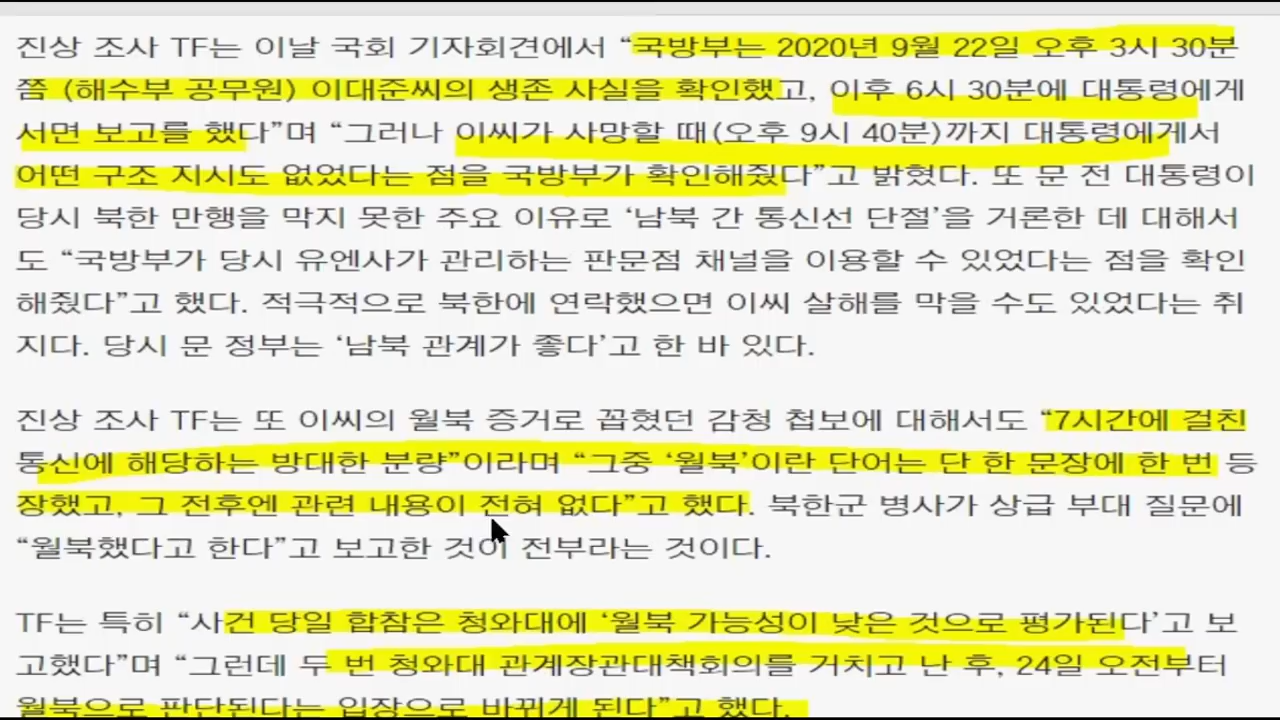 진상 조사 TF는 이날 국회 기자회견에서 “국방부는 2020년 9월 22일 오후 3시 30분
쯤 (해수부 공무원) 이대준씨의 생존 사실을 확인했고, 이후 6시 30분에 대통령에게
서면 보고를 했다”며 “그러나 이씨가 사망할 때(오후 9시 40분)까지 대통령에게서
어떤 구조 지시도 없었다는 점을 국방부가 확인해줬다”고 밝혔다. 또 문 전 대통령이
당시 북한 만행을 막지 못한 주요 이유로 ‘남북 간 통신선 단절’을 거론한 데 대해서
도 “국방부가 당시 유엔사가 관리하는 판문점 채널을 이용할 수 있었다는 점을 확인
해줬다”고 했다. 적극적으로 북한에 연락했으면 이씨 살해를 막을 수도 있었다는 취
지다. 당시 문 정부는 ‘남북 관계가 좋다’고 한 바 있다.
진상 조사 TF는 또 이씨의 월북 증거로 꼽혔던 감청 첩보에 대해서도 “7시간에 걸친
통신에 해당하는 방대한 분량”이라며 “그중 ‘월북’이란 단어는 단 한 문장에 한 번 등
장했고, 그 전후엔 관련 내용이 전혀 없다”고 했다. 북한군 병사가 상급 부대 질문에
“월북했다고 한다”고 보고한 것이 전부라는 것이다.
TF는 특히 “사건 당일 합참은 청와대에 ‘월북 가능성이 낮은 것으로 평가된다’고 보
고했다”며 “그런데 두 번 청와대 관계장관대책회의를 거치고 난 후, 24일 오전부터
월북으로 판단된다는 입장으로 바뀌게 된다”고 했다.